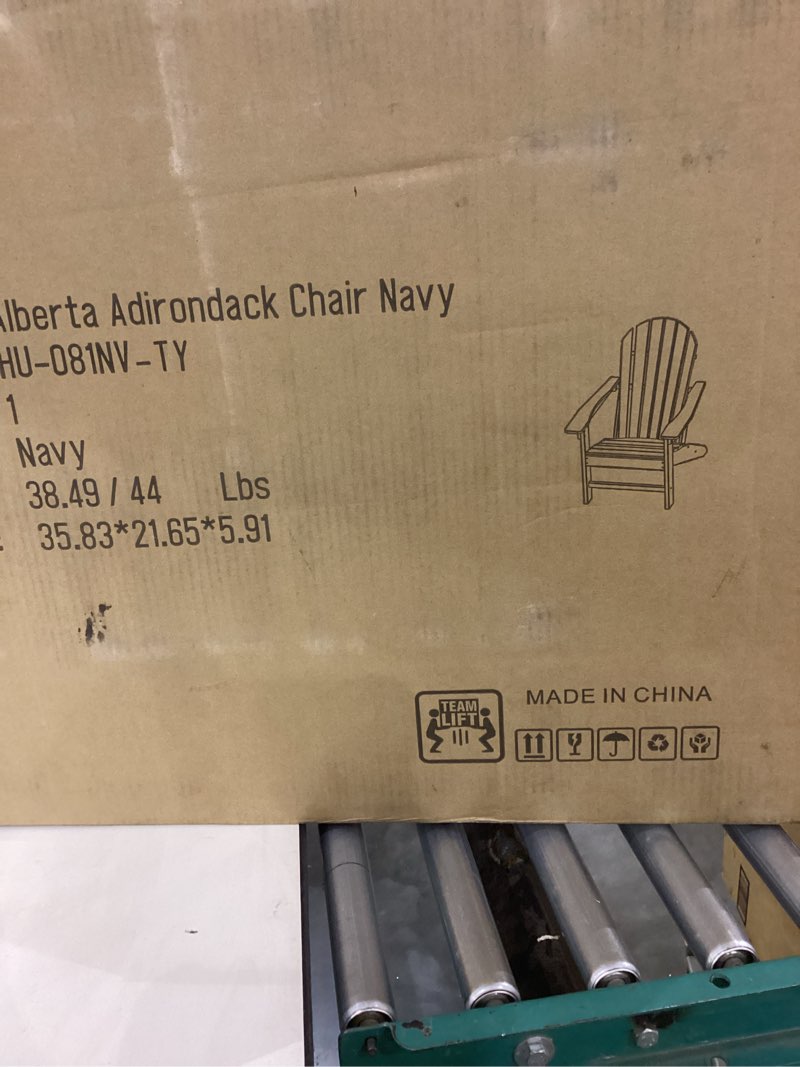 Alberta Adirondack Chair Navy
HU-081NV-TY
1
Navy
38.49 / 44 Lbs
35.83*21.65*5.91
MADE IN CHINA
TEAM
LIFT